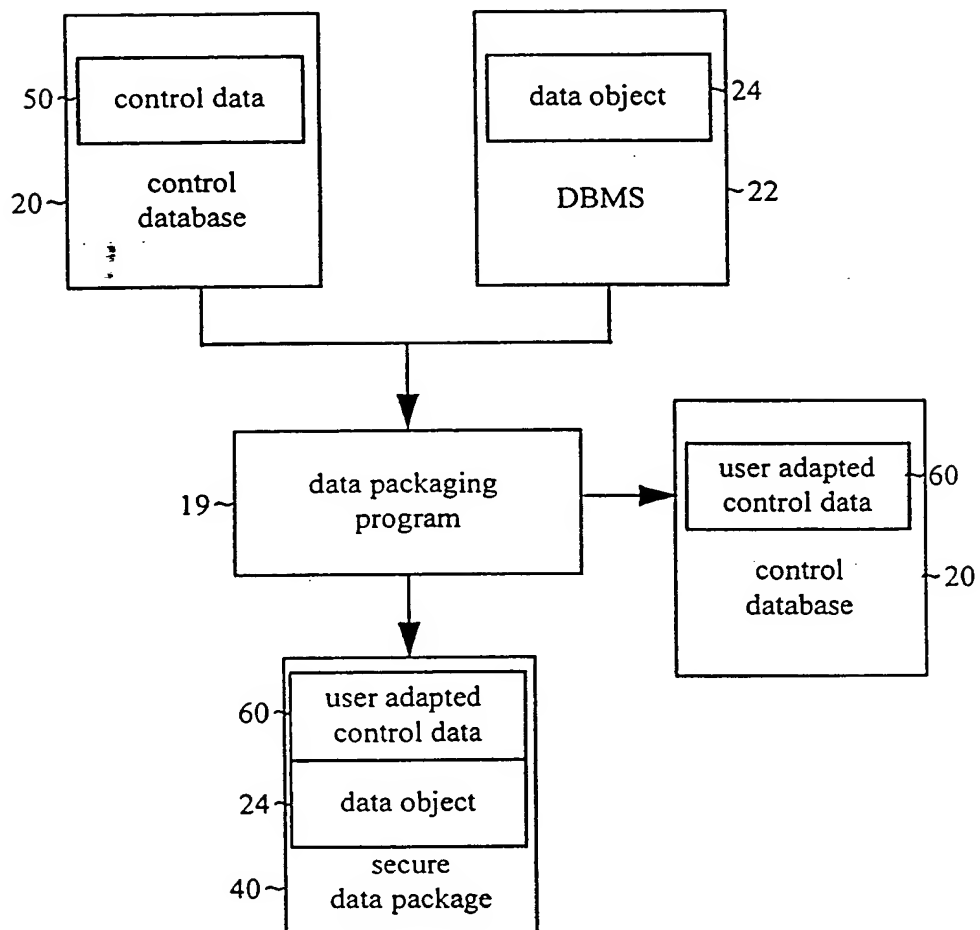 50
control data
20
control
database
data object
24
DBMS
22
19
data packaging
program
user adapted
control data
60
control
database
20
60
user adapted
control data
24
data object
40
secure
data package